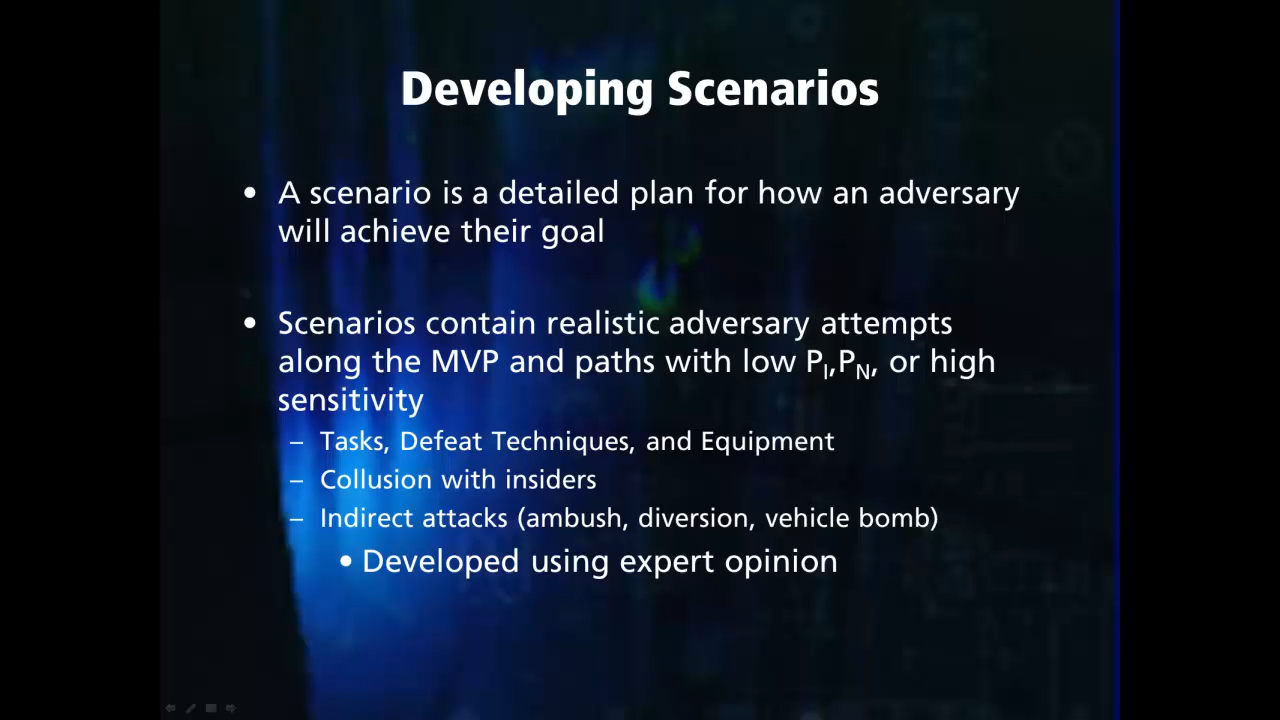 Developing Scenarios
• A scenario is a detailed plan for how an adversary
will achieve their goal
• Scenarios contain realistic adversary attempts
along the MVP and paths with low PI,PN, or high
sensitivity
– Tasks, Defeat Techniques, and Equipment
– Collusion with insiders
– Indirect attacks (ambush, diversion, vehicle bomb)
• Developed using expert opinion